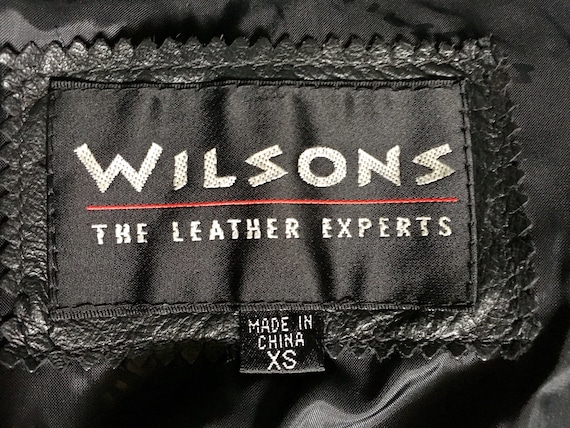 WILSONS
THE LEATHER EXPERTS
MADE IN
CHINA
XS